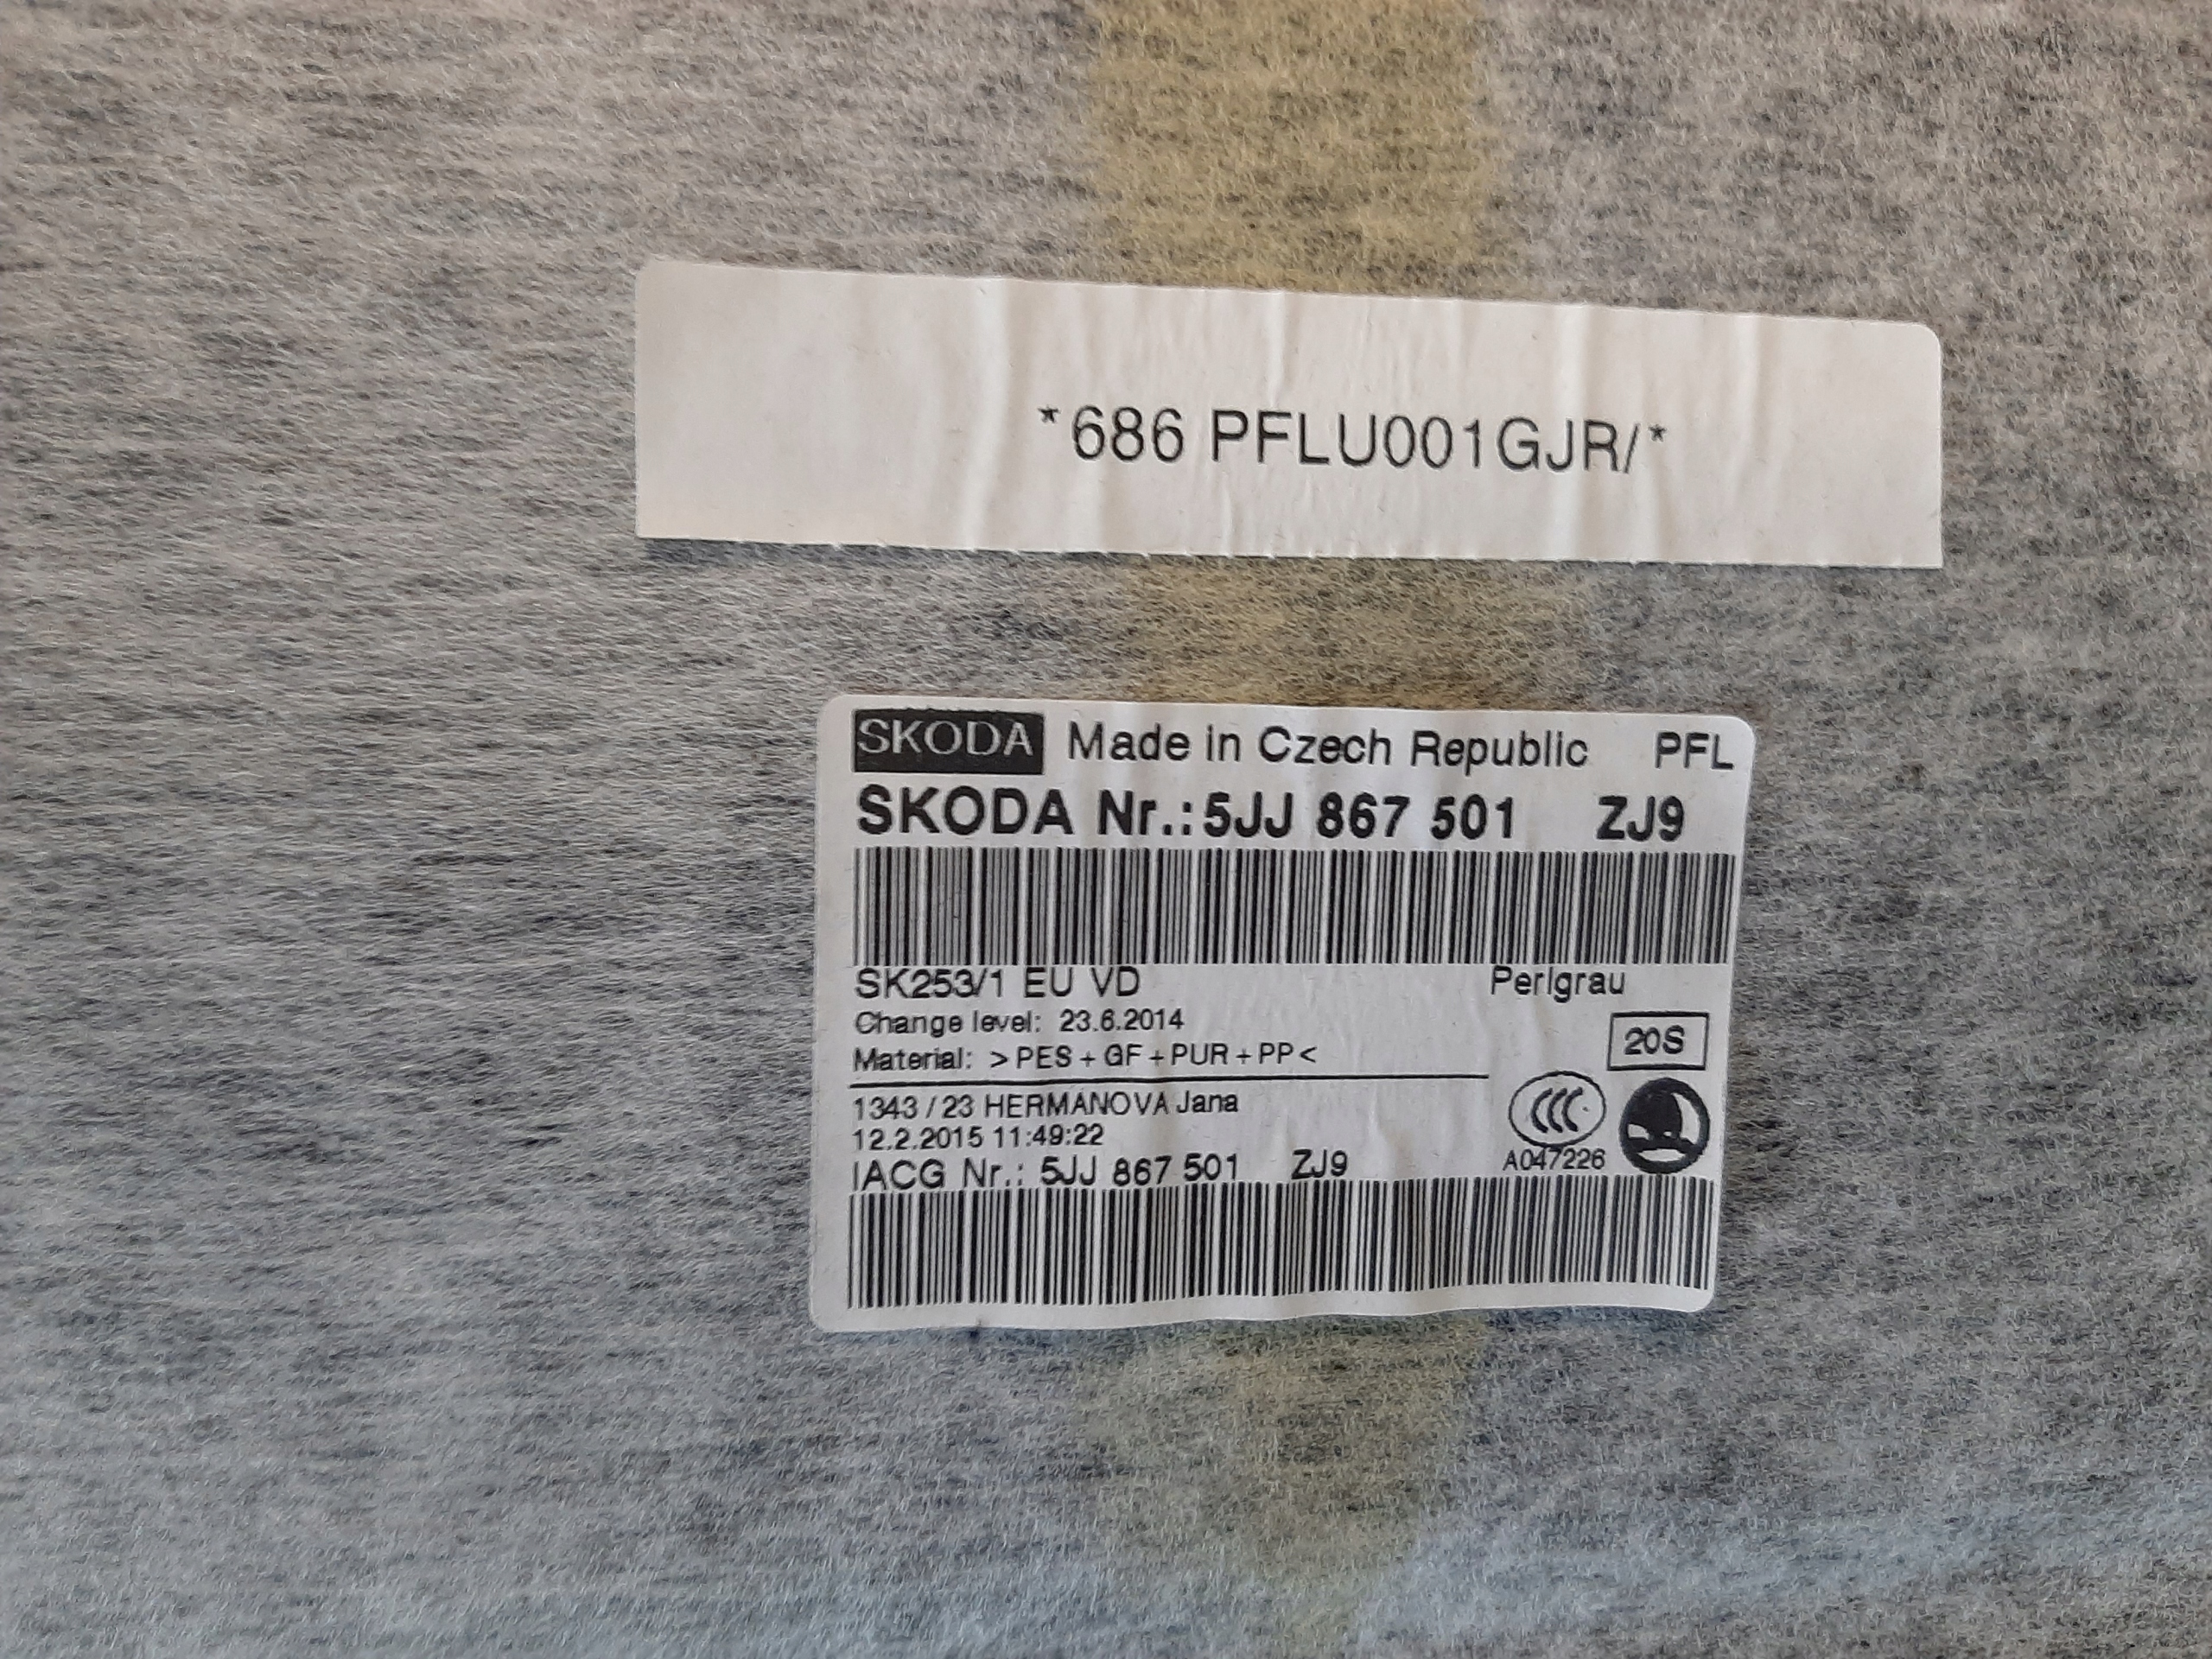 *686 PFLU001GJR/*
SKODA Made in Czech Republic PFL
SKODA Nr.: 5JJ 867 501 ZJ9
SK253/1 EU VD Perlgrau
Change level: 23.6.2014
20S
Material: >PES+GF+PUR+PP<
1343 / 23 HERMANOVA Jana
CCC
12.2.2015 11:49:22
IACG Nr.: 5JJ 867 501 ZJ9
A047226